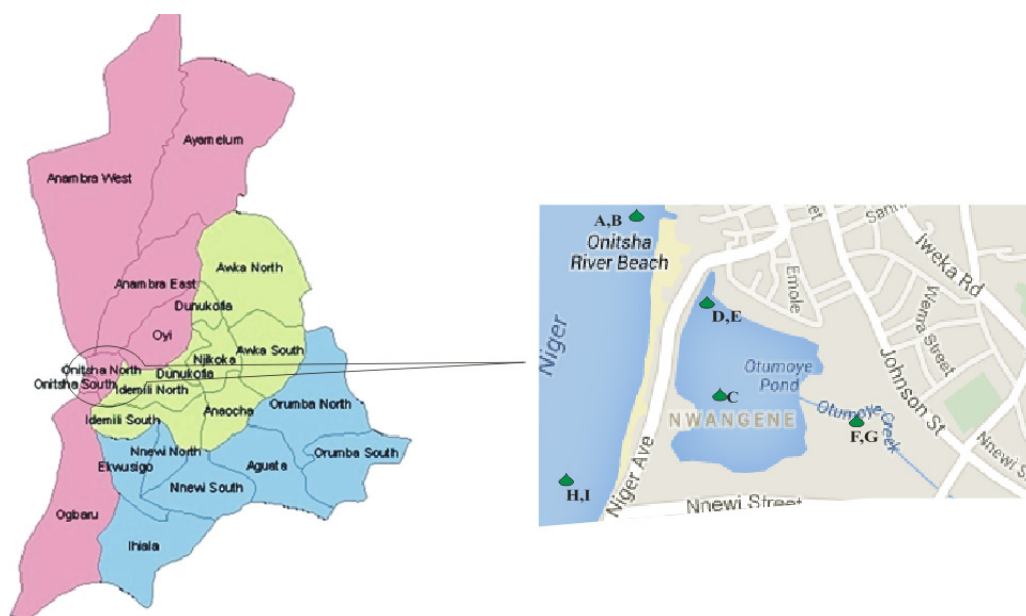 Ayamelum
Anambra West
Awka North
Anambra East
Dunukofia
Oyi
Awka South
Njikoka
Onitsha North
Dunukofia
Onitsha South
Idemili North
Anaocha
Orumba North
Idemili South
Nnewi North
Orumba South
Ekwusigo
Aguata
Nnewi South
Ogbaru
Ihiala
A,B
Onitsha
River Beach
Niger
D,E
Emole
Iweka Rd
Wema Street
Johnson St
Otumoye
Pond
C
NWANGENE
Otumoye
Creek
F,G
H,I
Niger Ave
Nnewi Street